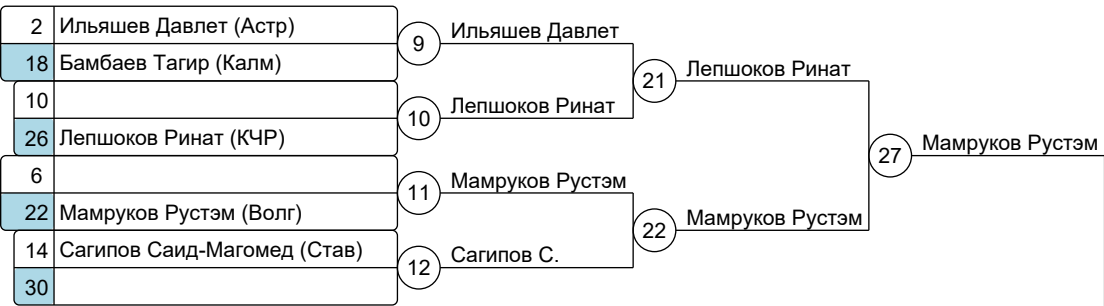 2 Ильяшев Давлет (Астр)
18 Бамбаев Тагир (Калм)
10
26 Лепшоков Ринат (КЧР)
6
22 Мамруков Рустэм (Волг)
14 Сагипов Саид-Магомед (Став)
30
9 Ильяшев Давлет
10 Лепшоков Ринат
11 Мамруков Рустэм
12 Сагипов С.
21 Лепшоков Ринат
22 Мамруков Рустэм
27 Мамруков Рустэм